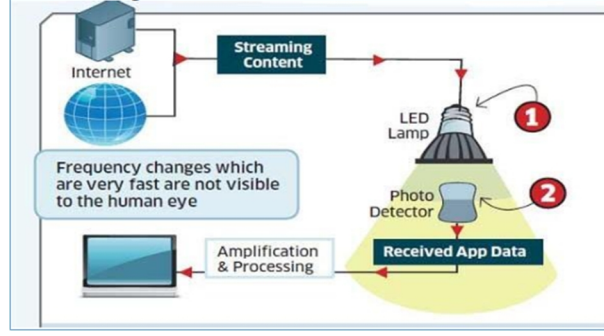 Internet
Streaming
Content
LED
Lamp
1
Frequency changes which
are very fast are not visible
to the human eye
Photo
Detector
2
Amplification
& Processing
Received App Data